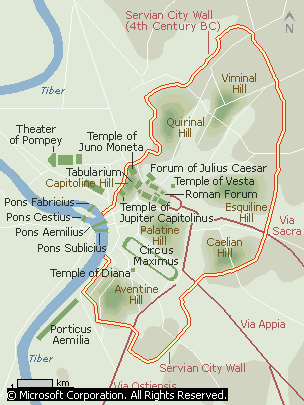 Servian City Wall
(4th Century BC)
N
Tiber
Viminal
Hill
Quirinal
Hill
Theater
of Pompey
Temple of
Juno Moneta
Tabularium
Forum of Julius Caesar
Capitoline Hill
Temple of Vesta
Roman Forum
Pons Fabricius
Temple of
Jupiter Capitolinus
Esquiline
Hill
Pons Cestius
Via
Sacra
Pons Aemilius
Palatine
Hill
Pons Sublicius
Circus
Maximus
Caelian
Hill
Temple of Diana
Aventine
Hill
Porticus
Aemilia
Via Appia
Tiber
Servian City Wall
1
km
Via Ostiensis
© Microsoft Corporation. All Rights Reserved.